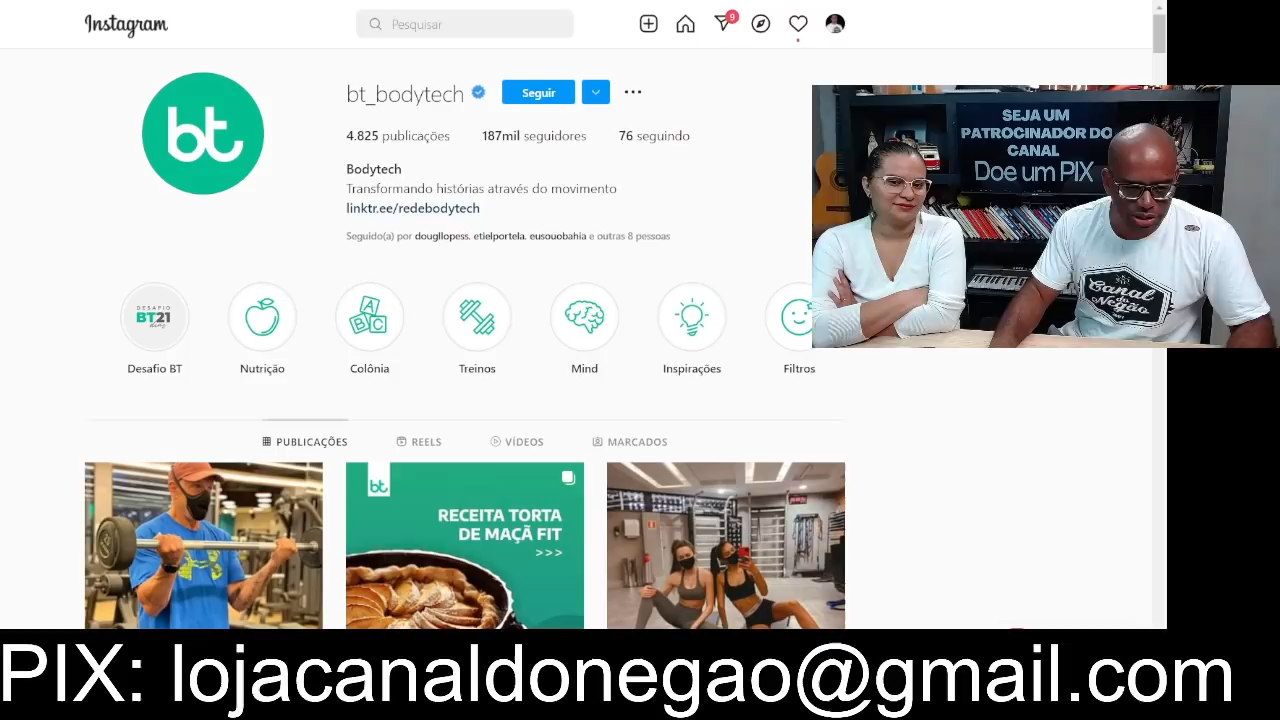 Instagram
Pesquisar
9
bt
bt_bodytech
Seguir
4.825 publicações
187mil seguidores
76 seguindo
Bodytech
Transformando histórias através do movimento
linktr.ee/redebodytech
Seguido(a) por dougllopess, etielportela, eusouobahia e outras 8 pessoas
SEJA UM
PATROCINADOR DO
CANAL
Doe um PIX
Canal
do
Negão
DESAFIO
BT21
dias
A
B C
Desafio BT
Nutrição
Colônia
Treinos
Mind
Inspirações
Filtros
PUBLICAÇÕES
REELS
VÍDEOS
MARCADOS
bt
RECEITA TORTA
DE MAÇÃ FIT
>>>
PIX: lojacanaldonegao@gmail.com